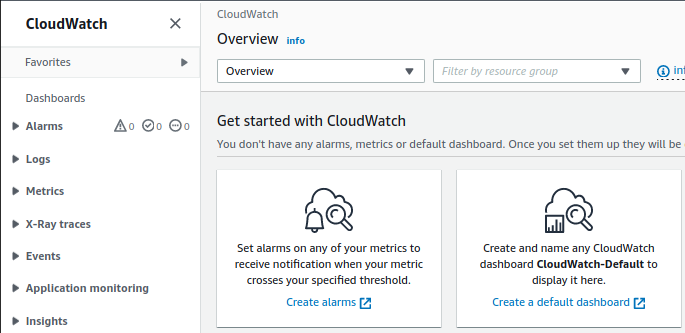 CloudWatch
Favorites
Dashboards
Alarms 0 0 0
Logs
Metrics
X-Ray traces
Events
Application monitoring
Insights
CloudWatch
Overview info
Overview
Filter by resource group
Get started with CloudWatch
You don't have any alarms, metrics or default dashboard. Once you set them up they will be
Set alarms on any of your metrics to
receive notification when your metric
crosses your specified threshold.
Create alarms
Create and name any CloudWatch
dashboard CloudWatch-Default to
display it here.
Create a default dashboard